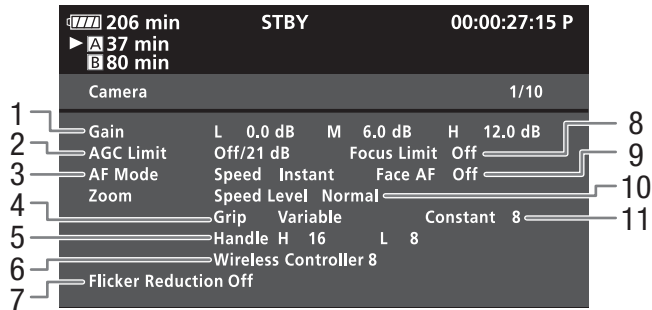 206 min STBY 00:00:27:15 P
A 37 min
B 80 min
Camera 1/10
1 Gain L 0.0 dB M 6.0 dB H 12.0 dB 8
2 AGC Limit Off/21 dB Focus Limit Off 9
3 AF Mode Speed Instant Face AF Off
Zoom Speed Level Normal 10
4 Grip Variable Constant 8 11
5 Handle H 16 L 8
6 Wireless Controller 8
7 Flicker Reduction Off